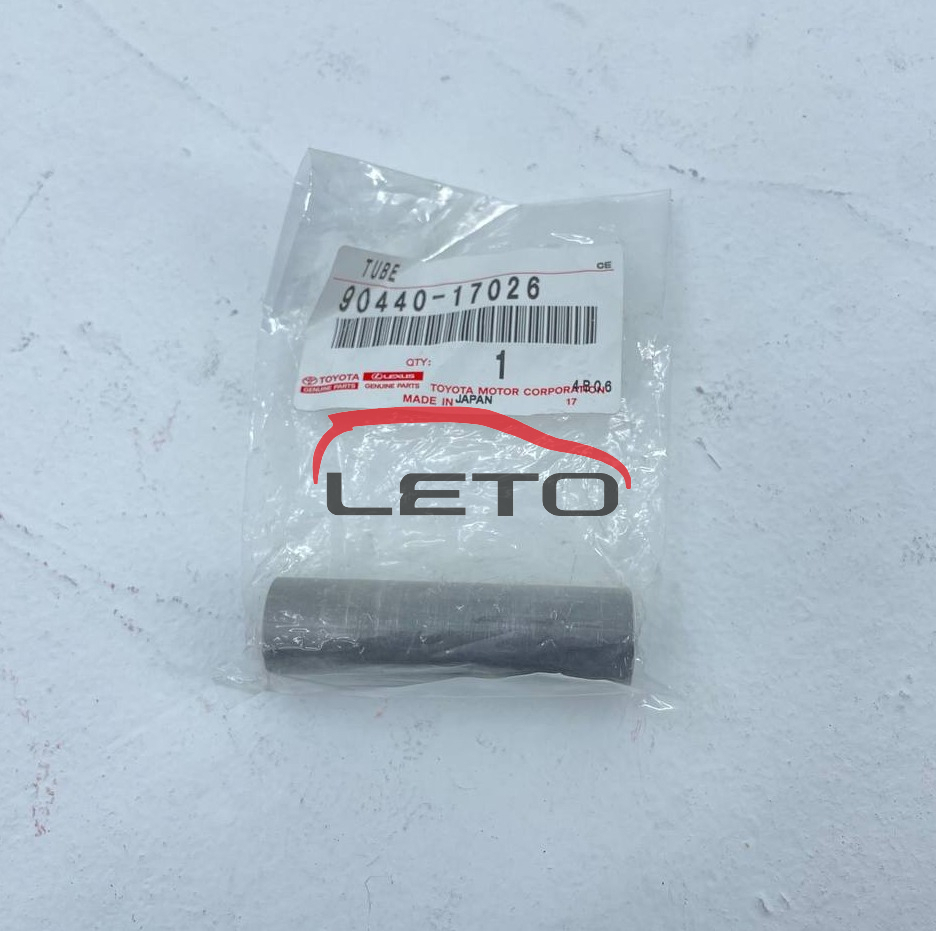 TUBE
CE
90440-17026
QTY: 1
TOYOTA LEXUS
GENUINE PARTS GENUINE PARTS
TOYOTA MOTOR CORPORATION 4B06
MADE IN JAPAN 17
LETO